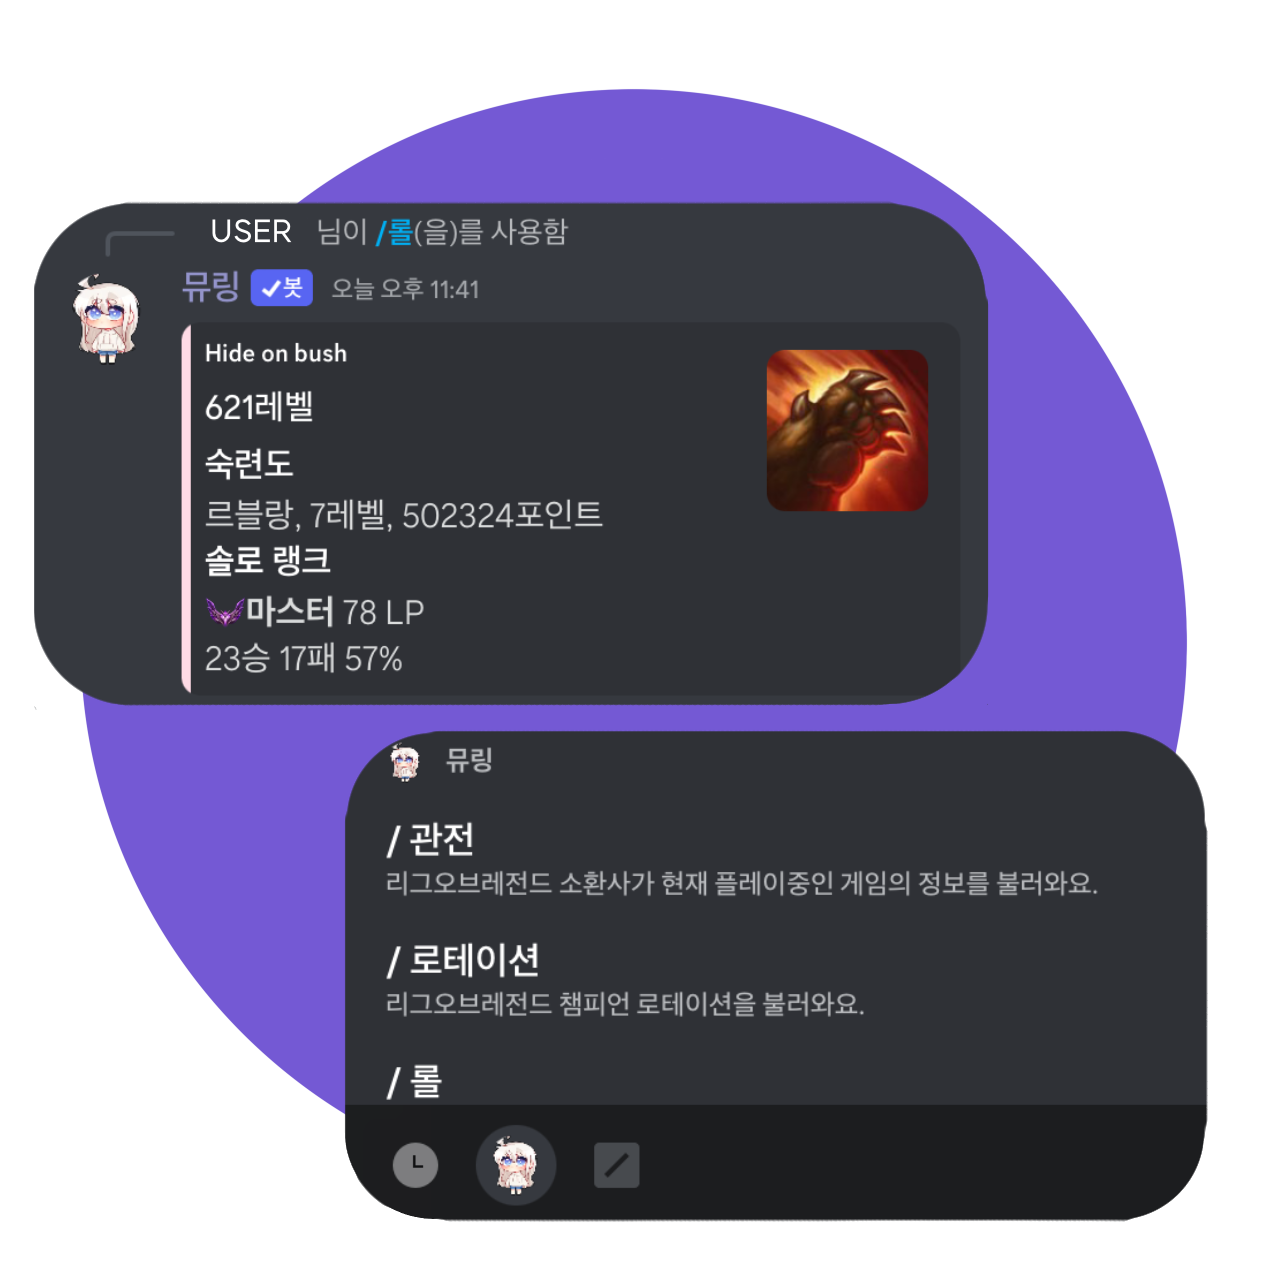 USER 님이 /롤(을)를 사용함
뮤링 ✓봇 오늘 오후 11:41
Hide on bush
621레벨
숙련도
르블랑, 7레벨, 502324포인트
솔로 랭크
마스터 78 LP
23승 17패 57%
뮤링
/ 관전
리그오브레전드 소환사가 현재 플레이중인 게임의 정보를 불러와요.
/ 로테이션
리그오브레전드 챔피언 로테이션을 불러와요.
/ 롤